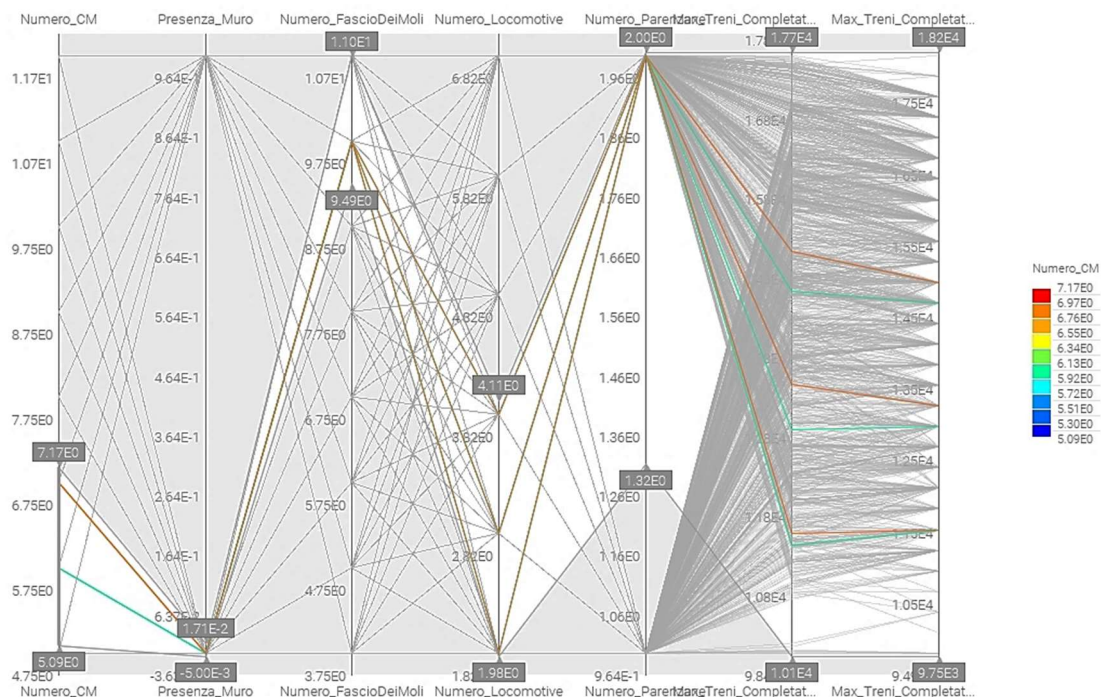 Numero_CM
Presenza_Muro
Numero_FascioDeiMoli
Numero_Locomotive
Max_Treni_Completat...
Max_Treni_Completat...
1.10E1
2.00E0
1.77E4
1.82E4
1.17E1
9.64E-1
1.07E1
6.82E0
1.96E0
1.75E4
1.68E4
8.64E-1
1.86E0
1.07E1
9.75E0
9.49E0
7.64E-1
5.82E0
1.76E0
9.75E0
6.64E-1
8.75E0
1.66E0
1.55E4
8.75E0
5.64E-1
7.75E0
4.82E0
1.56E0
1.45E4
4.64E-1
4.11E0
1.46E0
1.35E4
7.75E0
3.64E-1
6.75E0
3.82E0
1.36E0
7.17E0
1.25E4
6.75E0
2.64E-1
5.75E0
1.32E0
1.26E0
1.18E4
1.64E-1
2.82E0
1.16E0
5.75E0
4.75E0
1.08E4
1.05E4
1.71E-2
1.06E0
5.09E0
-5.00E-3
1.98E0
1.01E4
9.75E3
4.75E0
3.75E0
9.64E-1
Numero_CM
Presenza_Muro
Numero_FascioDeiMoli
Numero_Locomotive
Max_Treni_Completat...
Max_Treni_Completat...
Numero_CM
7.17E0
6.97E0
6.76E0
6.55E0
6.34E0
6.13E0
5.92E0
5.72E0
5.51E0
5.30E0
5.09E0